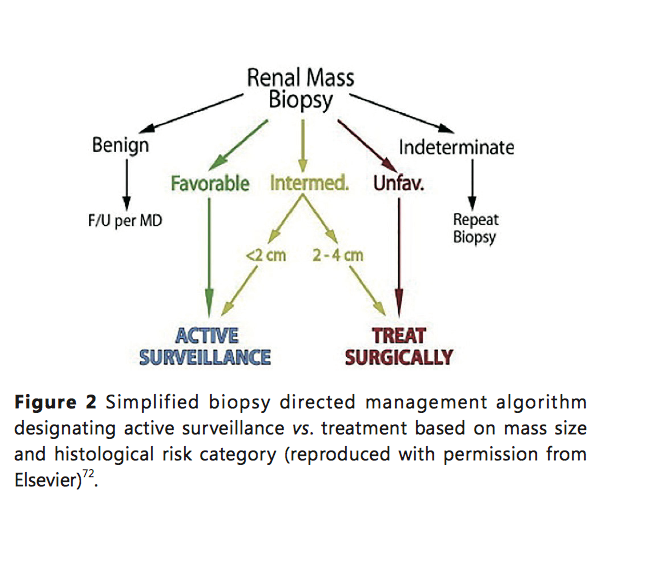 Renal Mass
Biopsy
Benign
Indeterminate
Favorable
Intermed.
Unfav.
F/U per MD
Repeat
Biopsy
<2 cm
2-4 cm
ACTIVE
SURVEILLANCE
TREAT
SURGICALLY
Figure 2 Simplified biopsy directed management algorithm
designating active surveillance vs. treatment based on mass size
and histological risk category (reproduced with permission from
Elsevier)72.